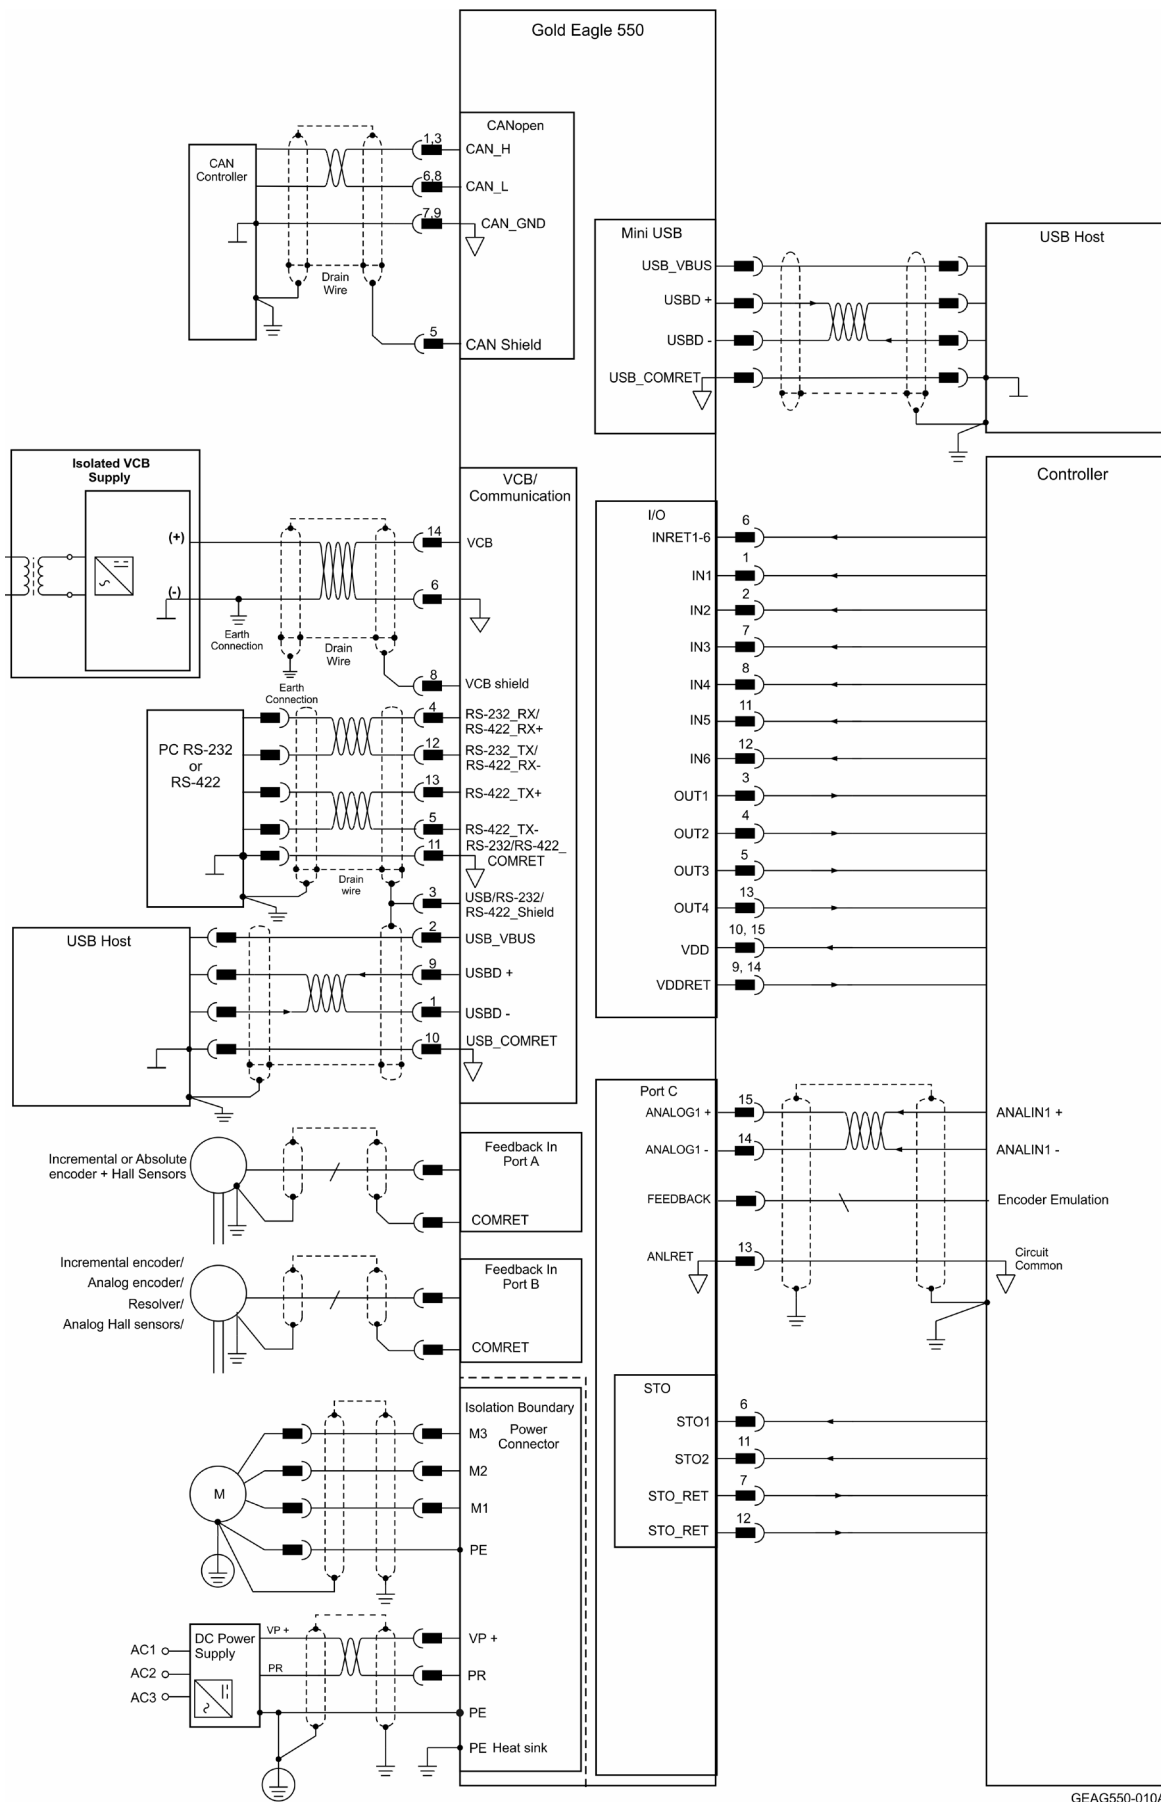 Gold Eagle 550
CANopen
CAN
Controller
1,3
CAN_H
6,8
CAN_L
7,9
CAN_GND
Drain
Wire
5
CAN Shield
Mini USB
USB_VBUS
USBD +
USBD -
USB_COMRET
USB Host
Isolated VCB
Supply
(+)
(-)
Earth
Connection
Drain
Wire
Earth
Connection
VCB/
Communication
14
VCB
6
8
VCB shield
PC RS-232
or
RS-422
4
RS-232_RX/
RS-422_RX+
12
RS-232_TX/
RS-422_RX-
13
RS-422_TX+
5
RS-422_TX-
11
RS-232/RS-422_
COMRET
Drain
wire
3
USB/RS-232/
RS-422_Shield
USB Host
2
USB_VBUS
9
USBD +
1
USBD -
10
USB_COMRET
Controller
I/O
INRET1-6
6
IN1
1
IN2
2
IN3
7
IN4
8
IN5
11
IN6
12
OUT1
3
OUT2
4
OUT3
5
OUT4
13
VDD
10, 15
VDDRET
9, 14
Incremental or Absolute
encoder + Hall Sensors
Feedback In
Port A
COMRET
Incremental encoder/
Analog encoder/
Resolver/
Analog Hall sensors/
Feedback In
Port B
COMRET
Port C
ANALOG1 +
15
ANALIN1 +
ANALOG1 -
14
ANALIN1 -
FEEDBACK
Encoder Emulation
ANLRET
13
Circuit
Common
Isolation Boundary
Power
Connector
M
M3
M2
M1
PE
STO
STO1
6
STO2
11
STO_RET
7
STO_RET
12
AC1
AC2
AC3
DC Power
Supply
VP +
PR
VP +
PR
PE
PE Heat sink
GEAG550-010A